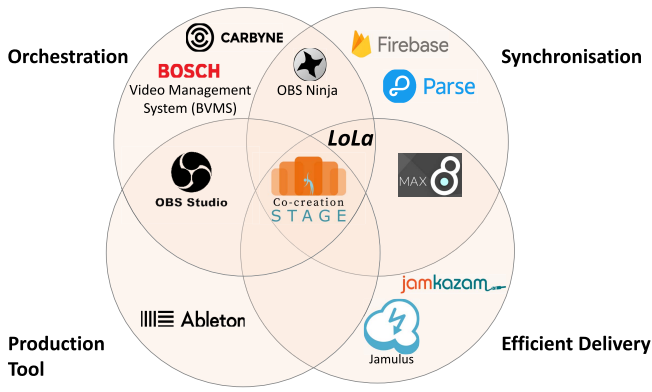 Orchestration
Synchronisation
CARBYNE
BOSCH
Video Management
System (BVMS)
OBS Ninja
Firebase
Parse
LoLa
OBS Studio
Co-creation
STAGE
MAX 8
Ableton
jamkazam
Jamulus
Production
Tool
Efficient Delivery